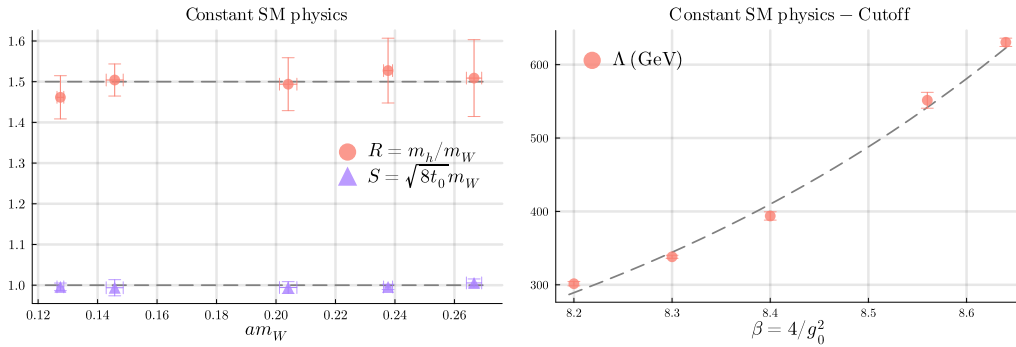 Constant SM physics
1.6
1.5
1.4
1.3
1.2
1.1
1.0
R = m_h/m_W
S = √8t_0 m_W
0.12 0.14 0.16 0.18 0.20 0.22 0.24 0.26
am_W
Constant SM physics − Cutoff
Λ (GeV)
600
500
400
300
8.2 8.3 8.4 8.5 8.6
β = 4/g_0^2